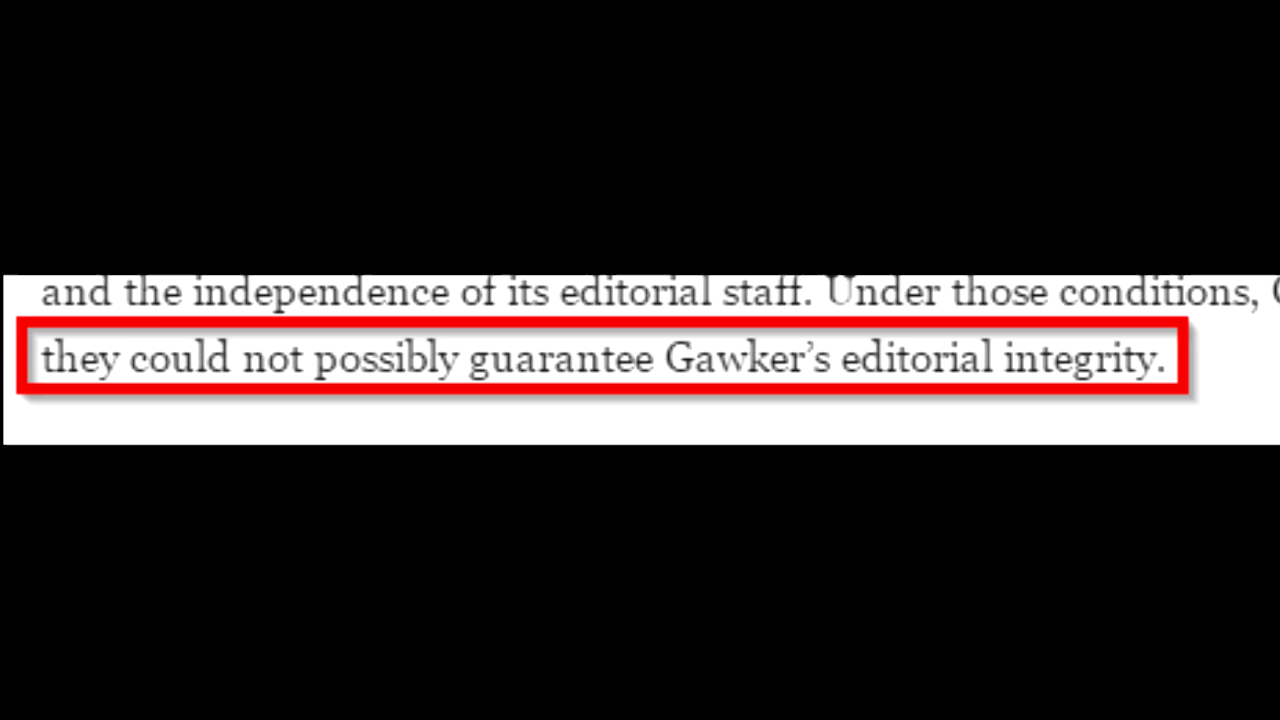 and the independence of its editorial staff. Under those conditions,
they could not possibly guarantee Gawker’s editorial integrity.